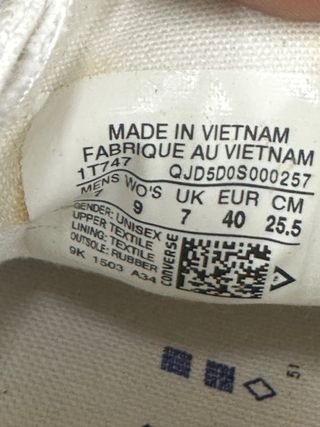 MADE IN VIETNAM
FABRIQUE AU VIETNAM
1T747 QJD5D0S000257
MENS WO'S UK EUR CM
7 9 7 40 25.5
GENDER: UNISEX
UPPER: TEXTILE
LINING: TEXTILE
OUTSOLE: RUBBER
9K 1503 A34
CONVERSE
51